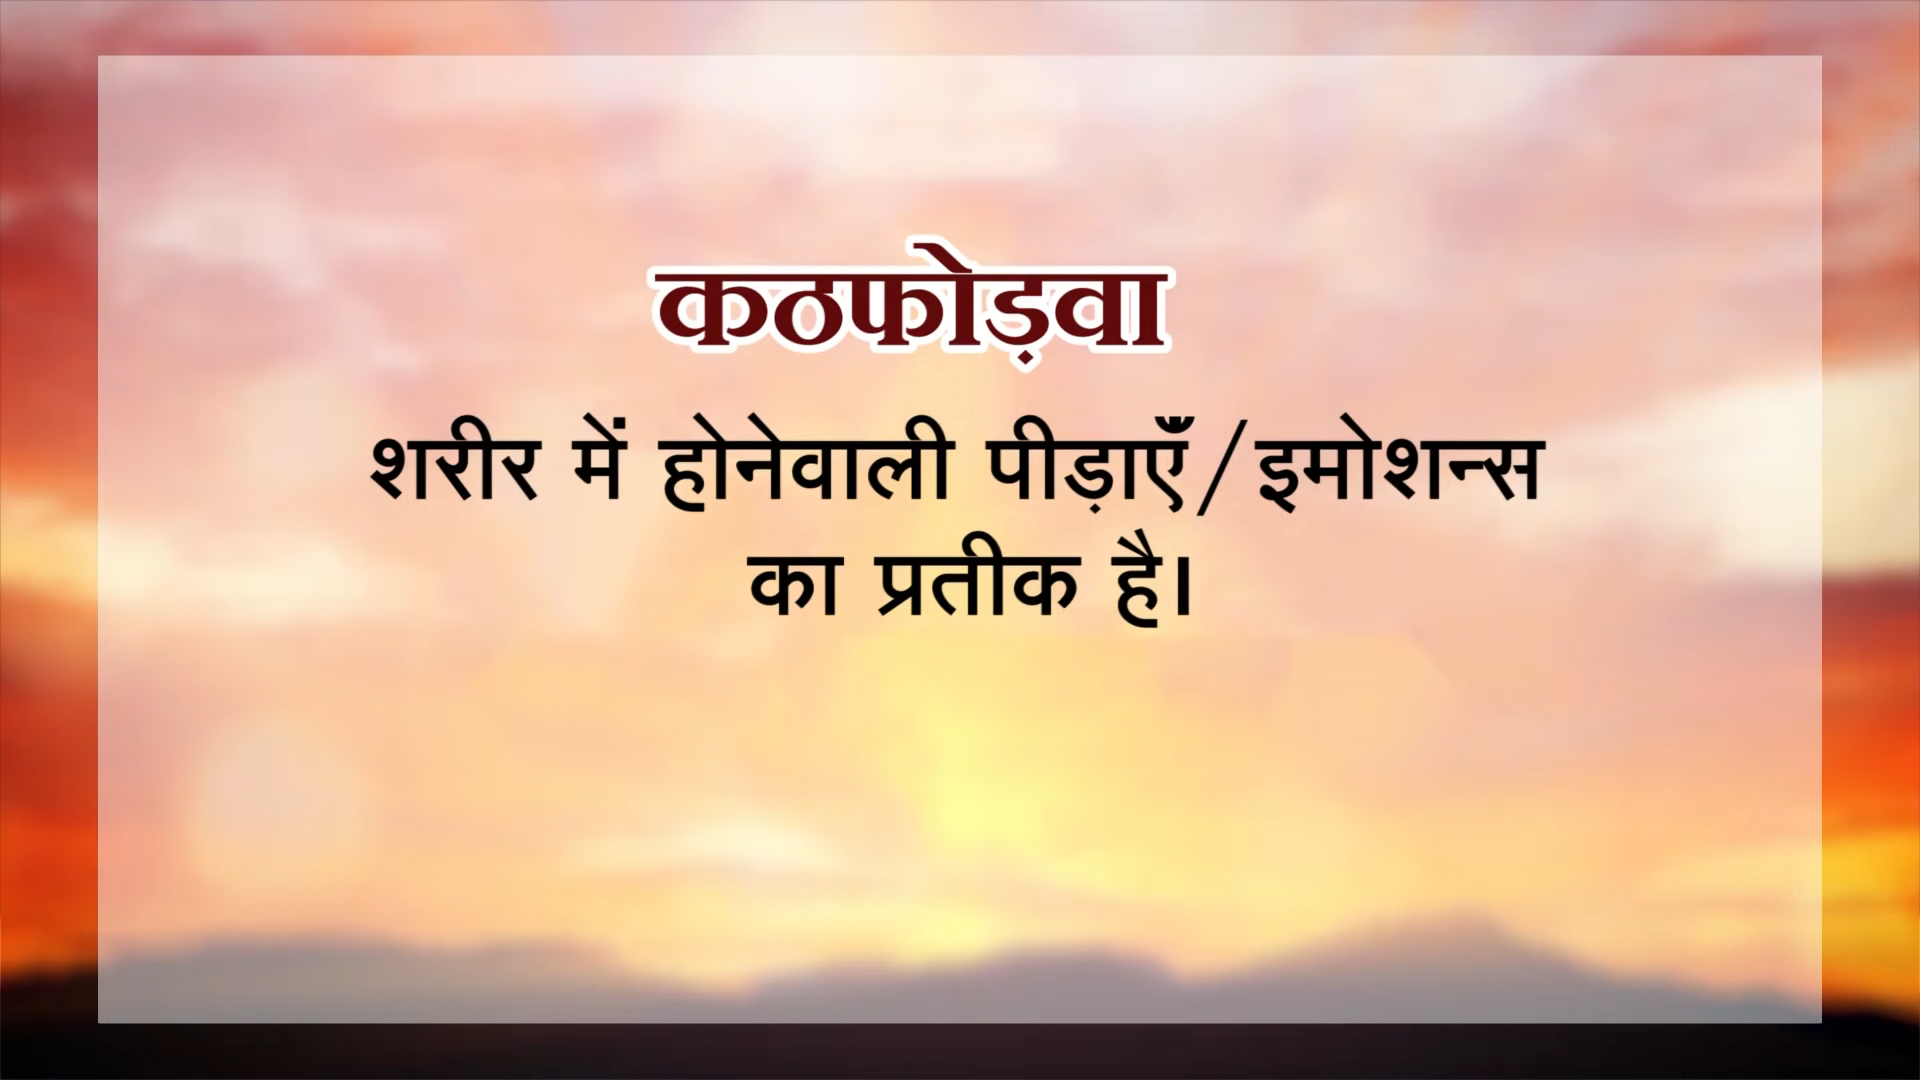 कठफोड़वा
शरीर में होनेवाली पीड़ाएँ/इमोशन्स
का प्रतीक है।